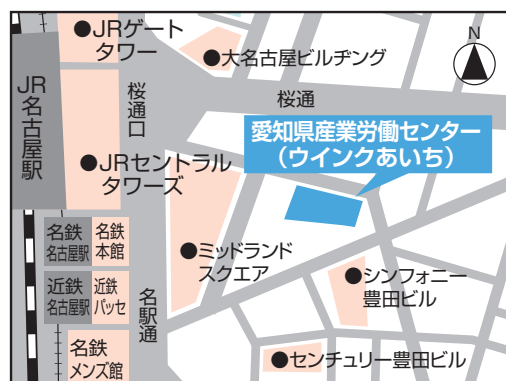 ●JRゲート
タワー
●大名古屋ビルヂング
N
JR
名古屋駅
桜通口
桜通
愛知県産業労働センター
（ウインクあいち）
●JRセントラル
タワーズ
名鉄
名古屋駅
名鉄
本館
●ミッドランド
スクエア
●シンフォニー
豊田ビル
近鉄
名古屋駅
近鉄
パッセ
名駅通
名鉄
メンズ館
●センチュリー豊田ビル